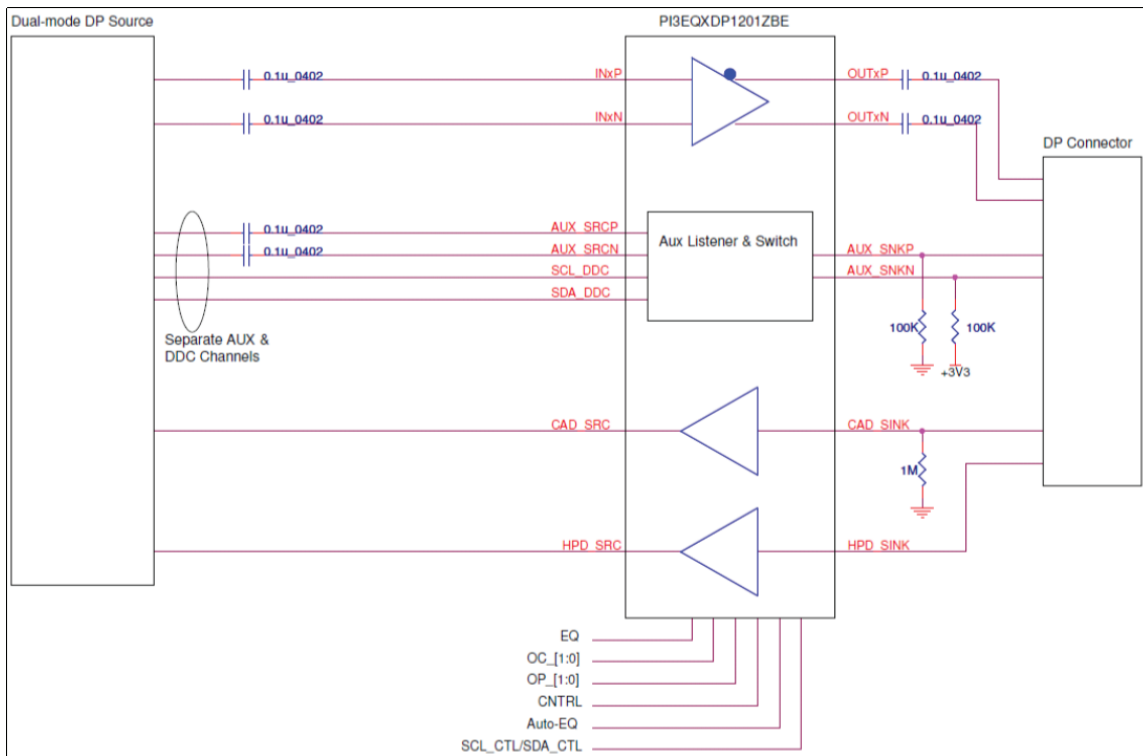 Dual-mode DP Source
PI3EQXDP1201ZBE
0.1u_0402
INxP
OUTxP
0.1u_0402
0.1u_0402
INxN
OUTxN
0.1u_0402
DP Connector
0.1u_0402
AUX_SRCP
Aux Listener & Switch
0.1u_0402
AUX_SRCN
AUX_SNKP
SCL_DDC
AUX_SNKN
SDA_DDC
Separate AUX &
DDC Channels
100K
100K
+3V3
CAD_SRC
CAD_SINK
1M
HPD_SRC
HPD_SINK
EQ
OC_[1:0]
OP_[1:0]
CNTRL
Auto-EQ
SCL_CTL/SDA_CTL